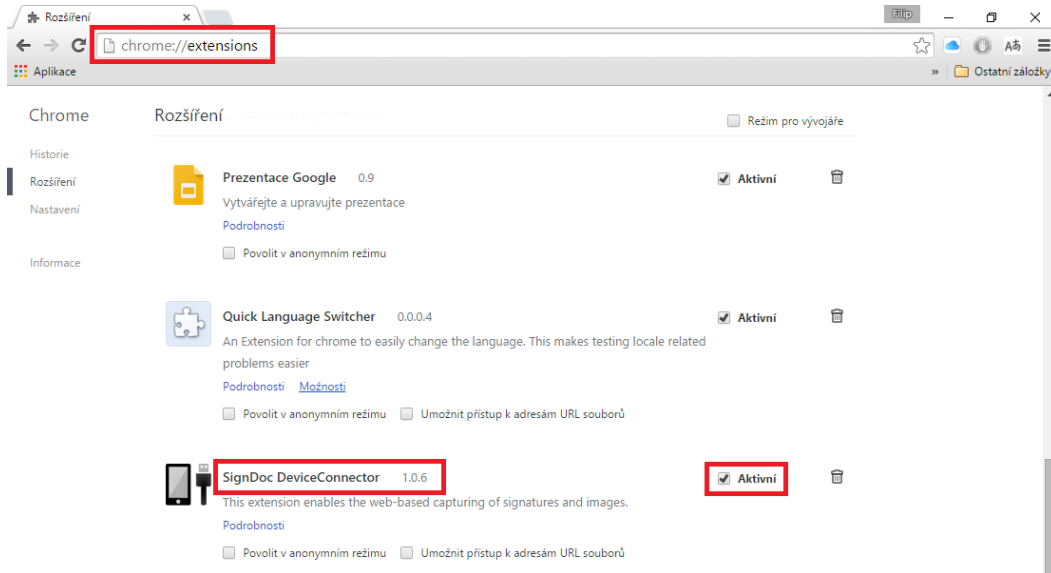 Rozšíření
Filip
chrome://extensions
Aあ
Aplikace
»
Ostatní záložky
Chrome
Rozšíření
Režim pro vývojáře
Historie
Rozšíření
Nastavení
Informace
Prezentace Google 0.9
Aktivní
Vytvářejte a upravujte prezentace
Podrobnosti
Povolit v anonymním režimu
Quick Language Switcher 0.0.0.4
Aktivní
An Extension for chrome to easily change the language. This makes testing locale related
problems easier
Podrobnosti Možnosti
Povolit v anonymním režimu Umožnit přístup k adresám URL souborů
SignDoc DeviceConnector 1.0.6
Aktivní
This extension enables the web-based capturing of signatures and images.
Podrobnosti
Povolit v anonymním režimu Umožnit přístup k adresám URL souborů